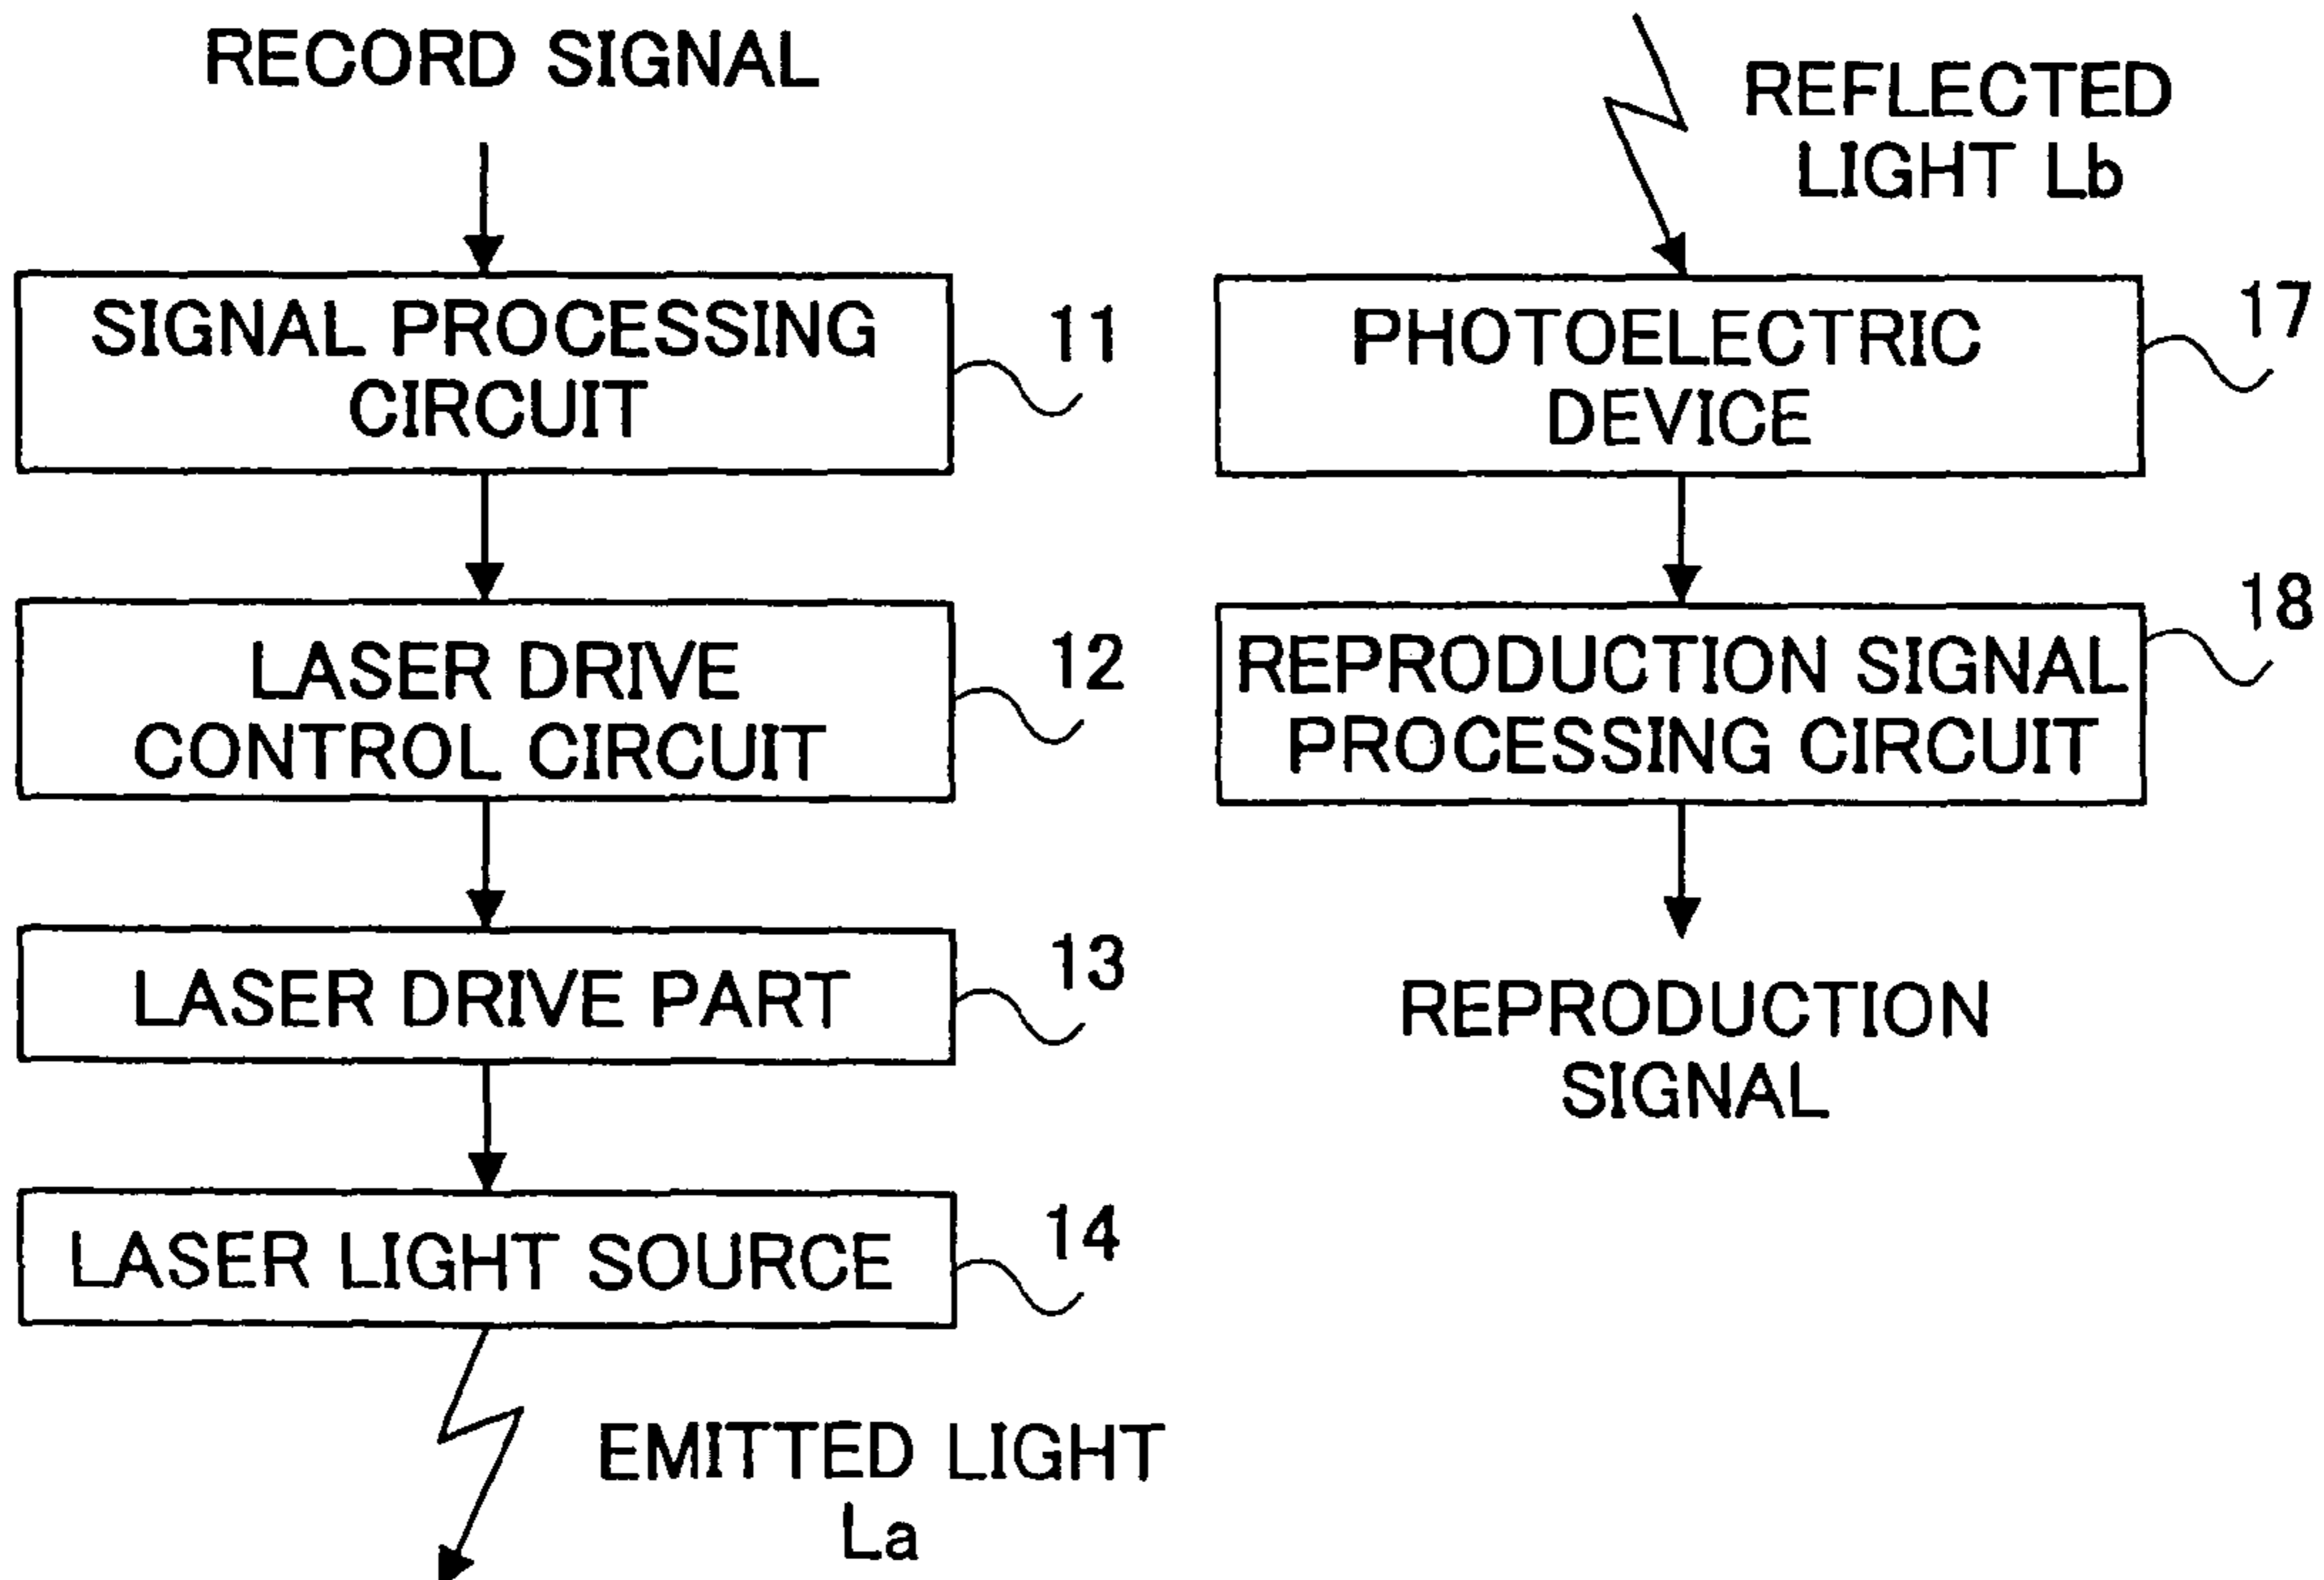 RECORD SIGNAL
SIGNAL PROCESSING
CIRCUIT
11
LASER DRIVE
CONTROL CIRCUIT
12
LASER DRIVE PART
13
LASER LIGHT SOURCE
14
EMITTED LIGHT
La
REFLECTED
LIGHT Lb
PHOTOELECTRIC
DEVICE
17
REPRODUCTION SIGNAL
PROCESSING CIRCUIT
18
REPRODUCTION
SIGNAL